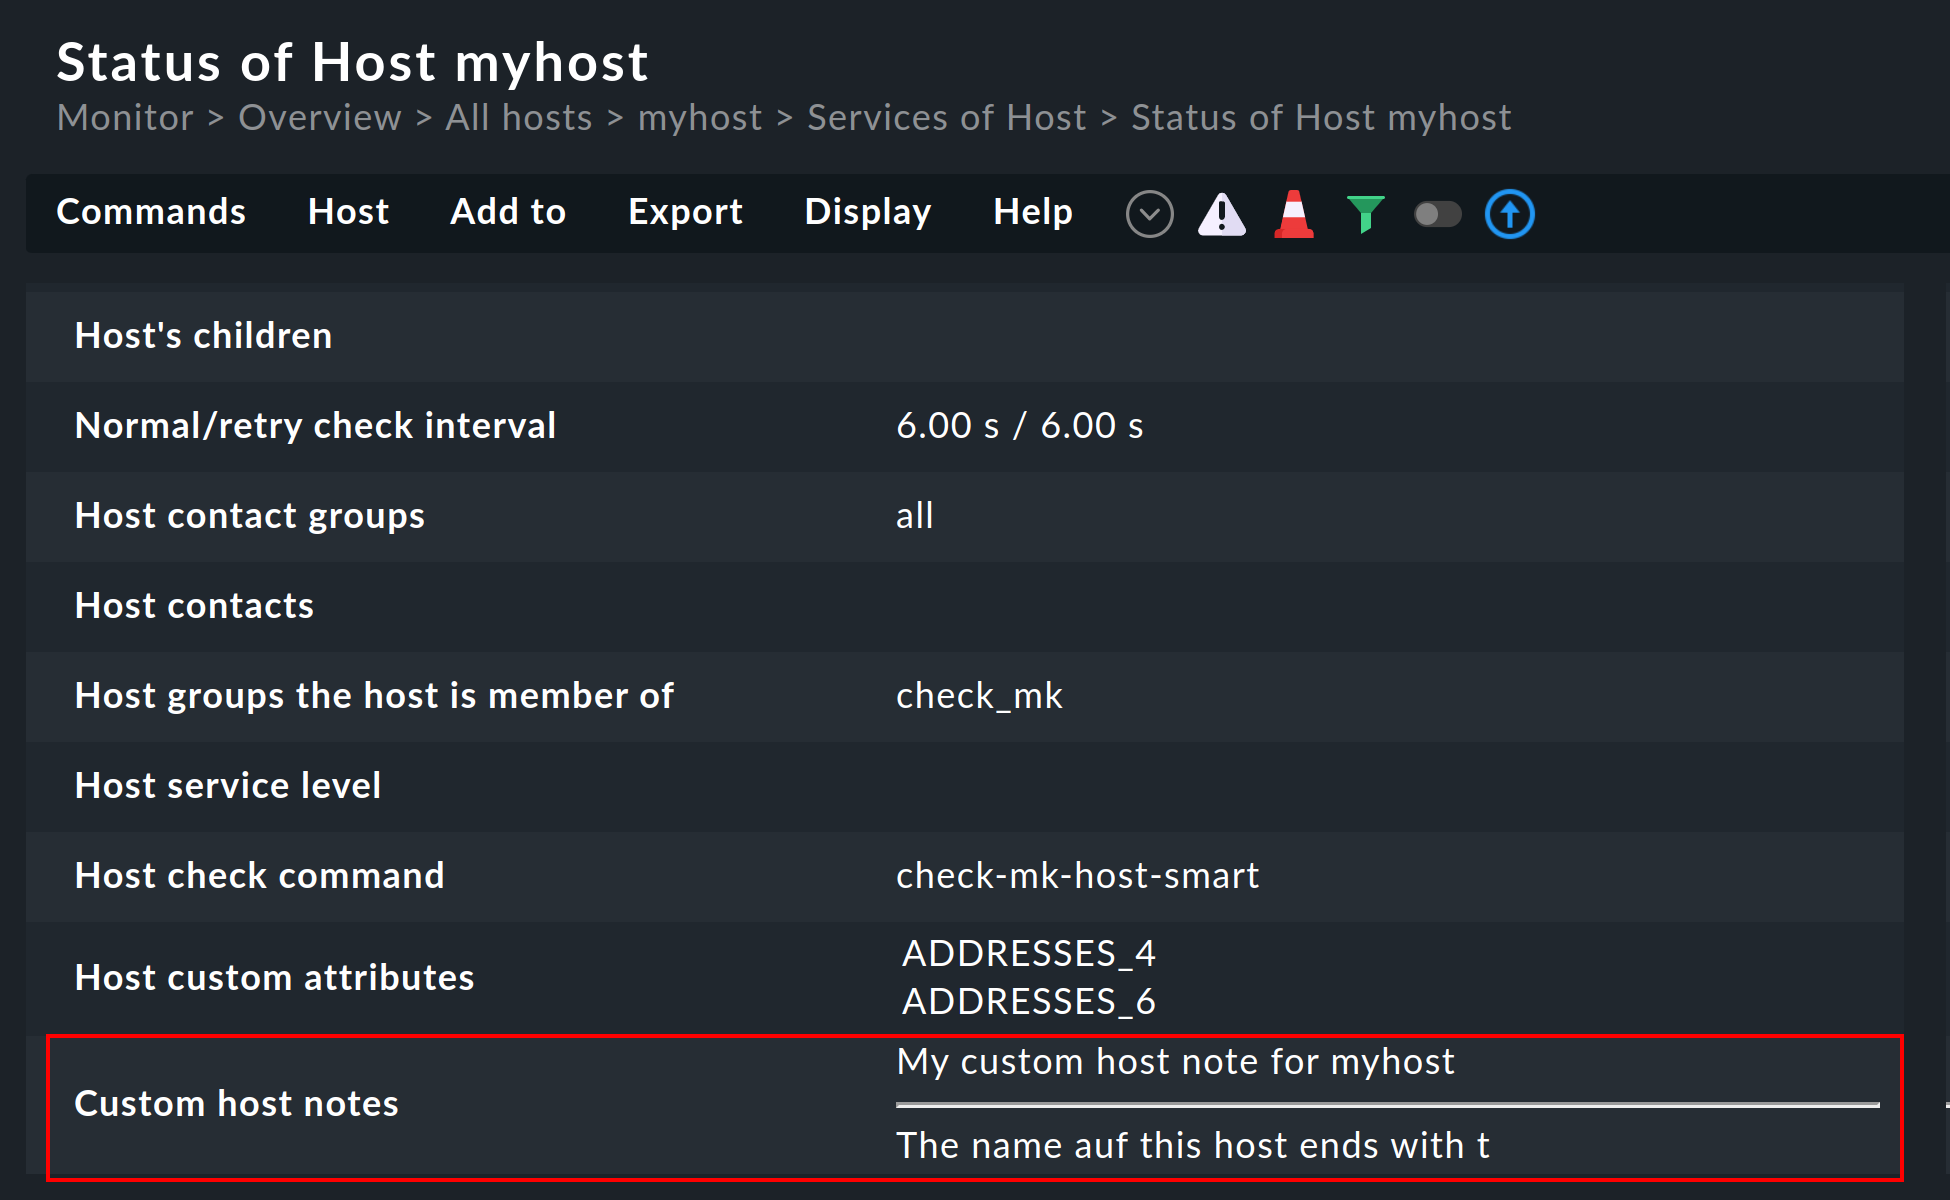 Status of Host myhost
Monitor > Overview > All hosts > myhost > Services of Host > Status of Host myhost
Commands Host Add to Export Display Help
Host's children
Normal/retry check interval 6.00 s / 6.00 s
Host contact groups all
Host contacts
Host groups the host is member of check_mk
Host service level
Host check command check-mk-host-smart
Host custom attributes ADDRESSES_4
ADDRESSES_6
Custom host notes My custom host note for myhost
The name auf this host ends with t